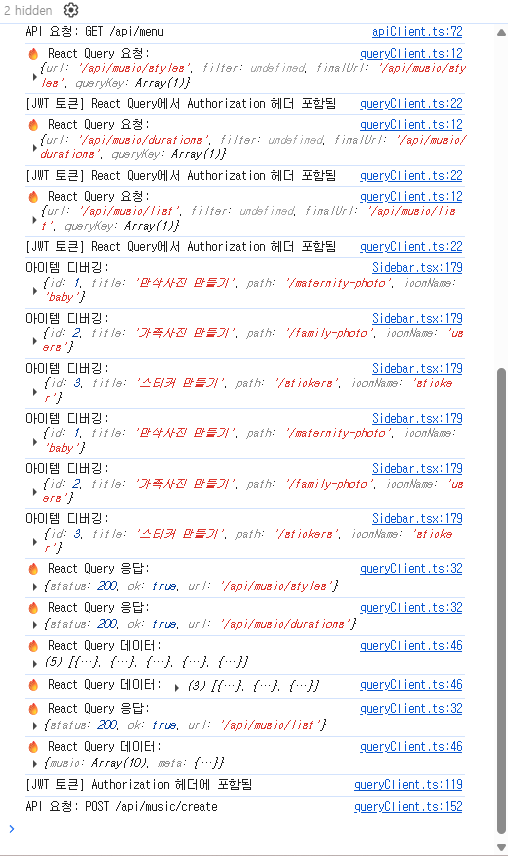 2 hidden
API 요청: GET /api/menu apiClient.ts:72
🔥 React Query 요청: queryClient.ts:12
{url: '/api/music/styles', filter: undefined, finalUrl: '/api/music/sty
les', queryKey: Array(1)}
[JWT 토큰] React Query에서 Authorization 헤더 포함됨 queryClient.ts:22
🔥 React Query 요청: queryClient.ts:12
{url: '/api/music/durations', filter: undefined, finalUrl: '/api/music/
durations', queryKey: Array(1)}
[JWT 토큰] React Query에서 Authorization 헤더 포함됨 queryClient.ts:22
🔥 React Query 요청: queryClient.ts:12
{url: '/api/music/list', filter: undefined, finalUrl: '/api/music/lis
t', queryKey: Array(1)}
[JWT 토큰] React Query에서 Authorization 헤더 포함됨 queryClient.ts:22
아이템 디버깅: Sidebar.tsx:179
{id: 1, title: '만삭사진 만들기', path: '/maternity-photo', iconName:
'baby'}
아이템 디버깅: Sidebar.tsx:179
{id: 2, title: '가족사진 만들기', path: '/family-photo', iconName: 'us
ers'}
아이템 디버깅: Sidebar.tsx:179
{id: 3, title: '스티커 만들기', path: '/stickers', iconName: 'sticke
r'}
아이템 디버깅: Sidebar.tsx:179
{id: 1, title: '만삭사진 만들기', path: '/maternity-photo', iconName:
'baby'}
아이템 디버깅: Sidebar.tsx:179
{id: 2, title: '가족사진 만들기', path: '/family-photo', iconName: 'us
ers'}
아이템 디버깅: Sidebar.tsx:179
{id: 3, title: '스티커 만들기', path: '/stickers', iconName: 'sticke
r'}
🔥 React Query 응답: queryClient.ts:32
{status: 200, ok: true, url: '/api/music/styles'}
🔥 React Query 응답: queryClient.ts:32
{status: 200, ok: true, url: '/api/music/durations'}
🔥 React Query 데이터: queryClient.ts:46
(5) [{…}, {…}, {…}, {…}, {…}]
🔥 React Query 데이터: (3) [{…}, {…}, {…}] queryClient.ts:46
🔥 React Query 응답: queryClient.ts:32
{status: 200, ok: true, url: '/api/music/list'}
🔥 React Query 데이터: queryClient.ts:46
{music: Array(10), meta: {…}}
[JWT 토큰] Authorization 헤더에 포함됨 queryClient.ts:119
API 요청: POST /api/music/create queryClient.ts:152